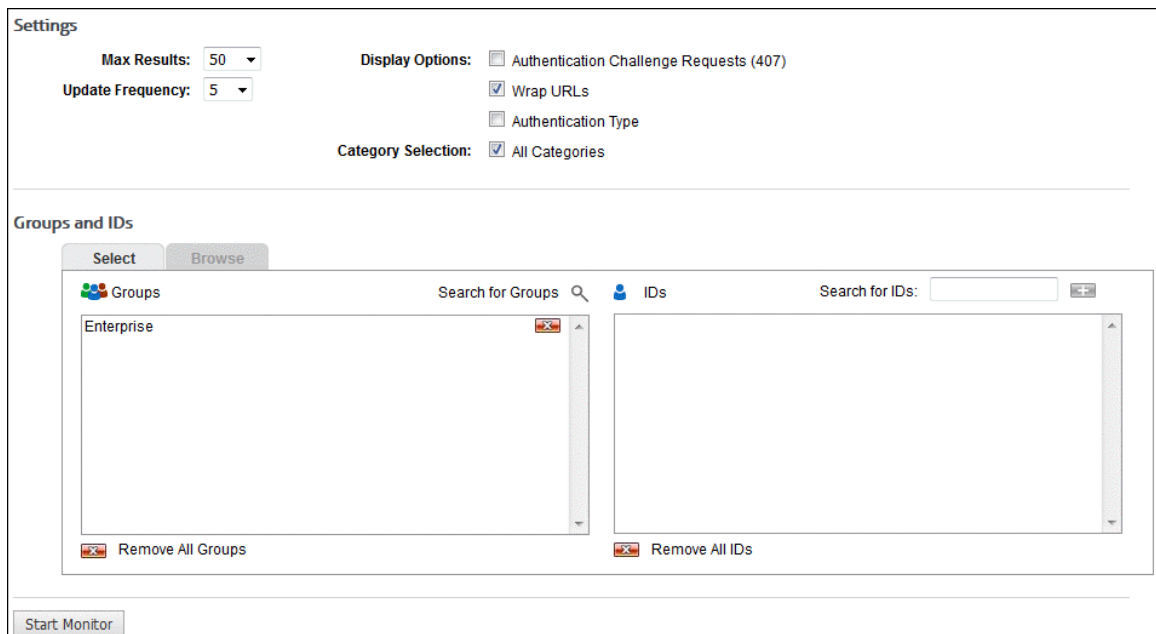 Settings
Max Results: 50
Display Options: Authentication Challenge Requests (407)
Update Frequency: 5
Wrap URLs
Authentication Type
Category Selection: All Categories
Groups and IDs
Select Browse
Groups Search for Groups IDs Search for IDs:
Enterprise
Remove All Groups Remove All IDs
Start Monitor